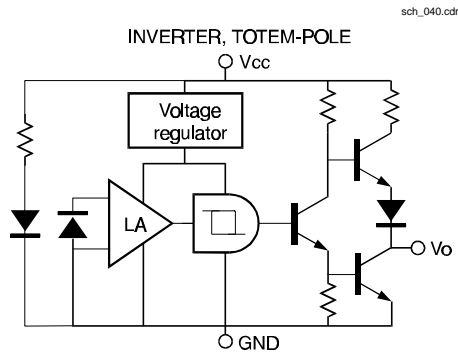 sch_040.cdr
INVERTER, TOTEM-POLE
Vcc
Voltage
regulator
LA
Vo
GND